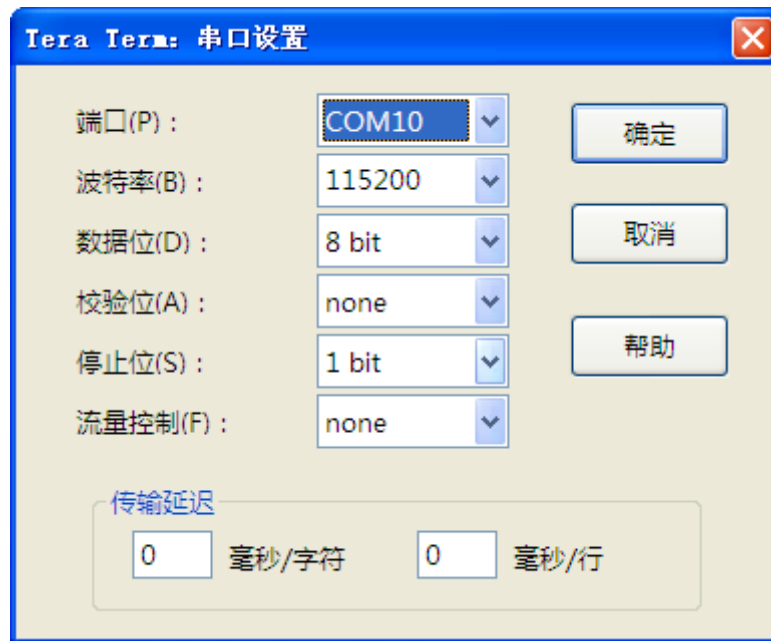 Tera Term: 串口设置
端口(P)： COM10 确定
波特率(B)： 115200
数据位(D)： 8 bit 取消
校验位(A)： none
停止位(S)： 1 bit 帮助
流量控制(F)： none
传输延迟
0 毫秒/字符 0 毫秒/行